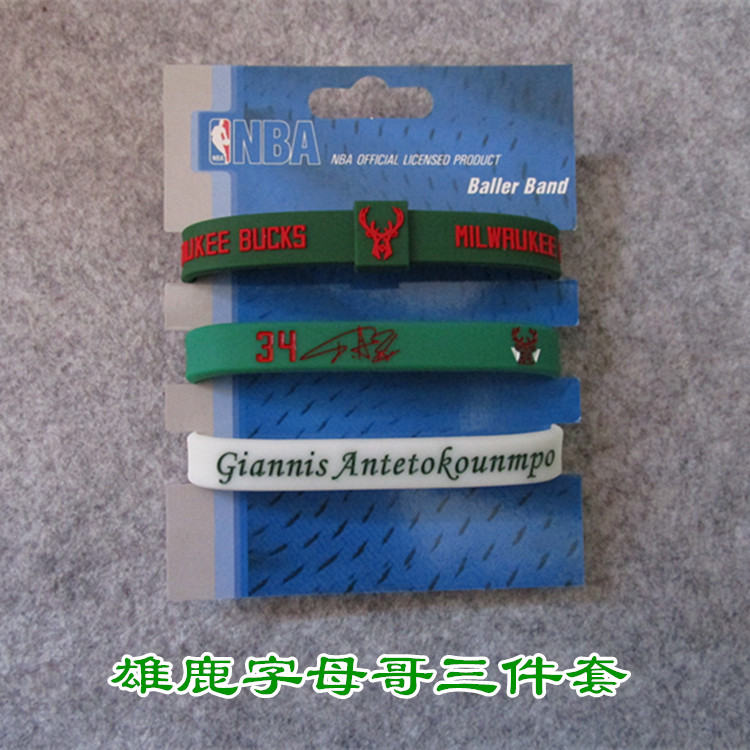 NBA
NBA OFFICIAL LICENSED PRODUCT
Baller Band
UKEE BUCKS
MILWAUKEE
34
Giannis Antetokounmpo
雄鹿字母哥三件套